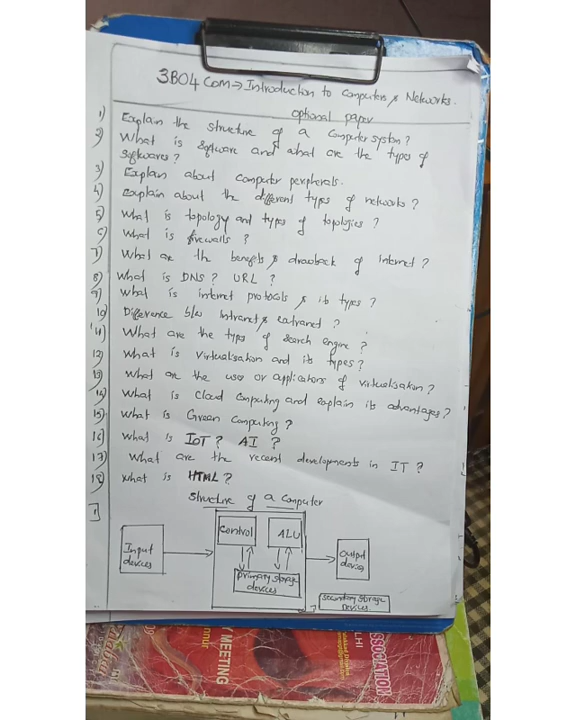 3BO4 Com → Introduction to Computers & Networks.
optional paper
1) Explain the structure of a Computer system?
2) What is software and what are the types of
softwares?
3) Explain about Computer peripherals.
4) Explain about the different types of networks?
5) What is topology and types of topologies?
6) What is firewalls?
7) What are the benefits & drawback of Internet?
8) What is DNS? URL?
9) What is internet protocols & its types?
10) Difference b/w Intranet & extranet?
11) What are the types of search engine?
12) What is Virtualisation and its types?
13) What are the uses or applications of virtualisation?
14) What is Cloud Computing and explain its advantages?
15) What is Green Computing?
16) What is IoT? AI?
17) What are the recent developments in IT?
18) What is HTML?
Structure of a Computer
1]
Input
devices
Control
ALU
primary storage
devices
output
devices
Secondary storage
Devices
Y MEETING
nnur
ASSOCIATION
LHI